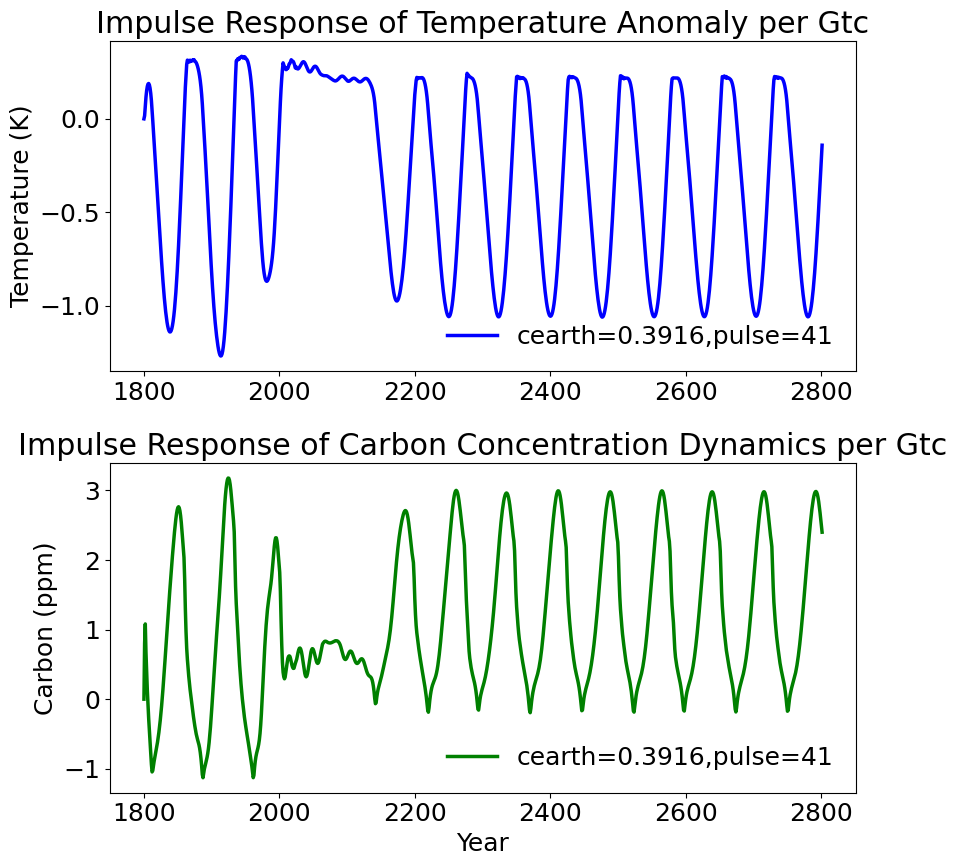 Impulse Response of Temperature Anomaly per Gtc
Temperature (K)
0.0
−0.5
−1.0
cearth=0.3916,pulse=41
1800 2000 2200 2400 2600 2800
Impulse Response of Carbon Concentration Dynamics per Gtc
Carbon (ppm)
3
2
1
0
−1
cearth=0.3916,pulse=41
1800 2000 2200 2400 2600 2800
Year